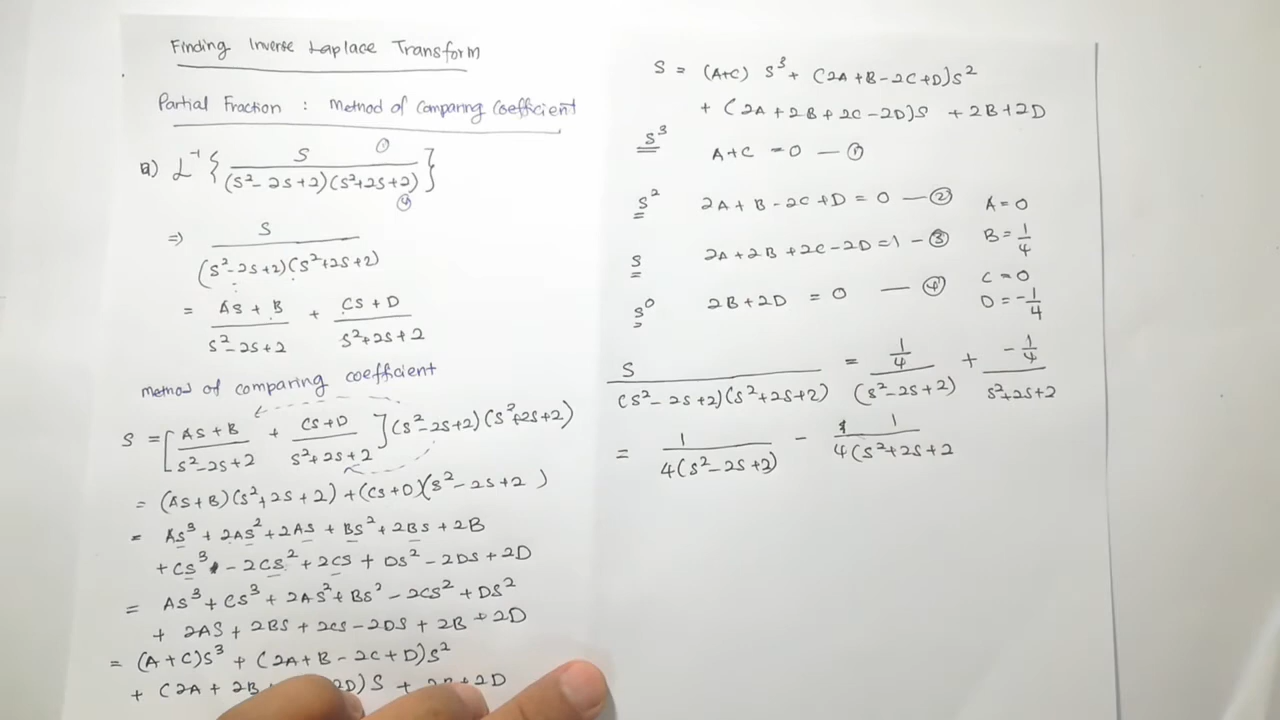 Finding Inverse Laplace Transform
Partial Fraction : Method of Comparing Coefficient
a) L⁻¹ { S / (S²-2S+2)(S²+2S+2) } 0 4
=> S / (S²-2S+2)(S²+2S+2)
= AS+B / S²-2S+2 + CS+D / S²+2S+2
Method of comparing coefficient
S = [ AS+B / S²-2S+2 + CS+D / S²+2S+2 ] (S²-2S+2)(S²+2S+2)
= (AS+B)(S²+2S+2) + (CS+D)(S²-2S+2)
= AS³ + 2AS² + 2AS + BS² + 2BS + 2B
+ CS³ - 2CS² + 2CS + DS² - 2DS + 2D
= AS³ + CS³ + 2AS² + BS² - 2CS² + DS²
+ 2AS + 2BS + 2CS - 2DS + 2B + 2D
= (A+C)S³ + (2A+B-2C+D)S²
+ (2A + 2B 2D)S + 2B+2D
S = (A+C) S³ + (2A+B-2C+D)S²
+ (2A+2B+2C-2D)S + 2B+2D
S³ A+C = 0 — ①
S² 2A+B-2C+D = 0 — ②
S 2A+2B+2C-2D = 1 — ③
S⁰ 2B+2D = 0 — ④
A = 0
B = 1/4
C = 0
D = -1/4
S / (S²-2S+2)(S²+2S+2) = 1/4 / (S²-2S+2) + -1/4 / S²+2S+2
= 1 / 4(S²-2S+2) - 1 / 4(S²+2S+2